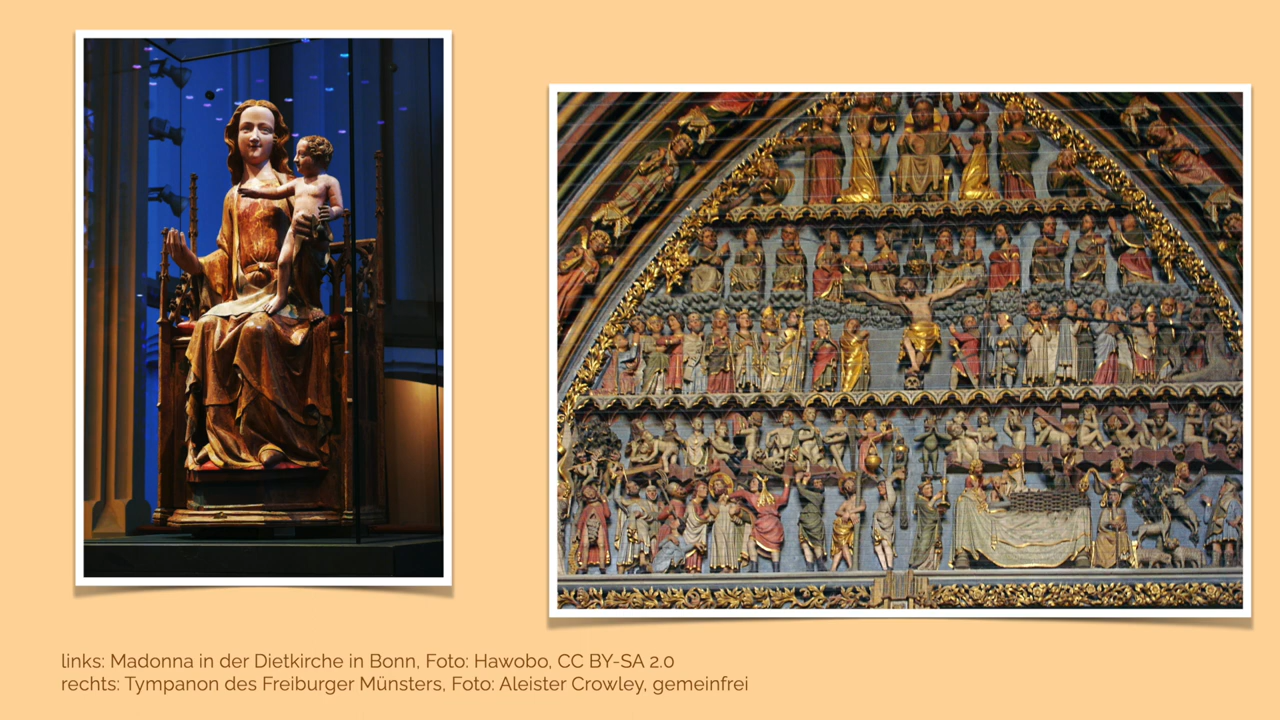 links: Madonna in der Dietkirche in Bonn, Foto: Hawobo, CC BY-SA 2.0
rechts: Tympanon des Freiburger Münsters, Foto: Aleister Crowley, gemeinfrei